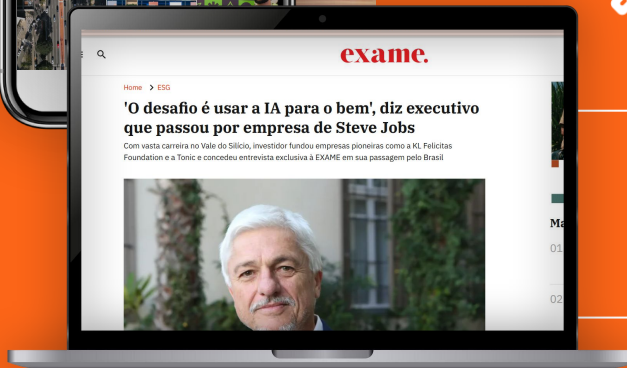 exame.
Home > ESG
'O desafio é usar a IA para o bem', diz executivo
que passou por empresa de Steve Jobs
Com vasta carreira no Vale do Silício, investidor fundou empresas pioneiras como a KL Felicitas
Foundation e a Tonic e concedeu entrevista exclusiva à EXAME em sua passagem pelo Brasil
01
02